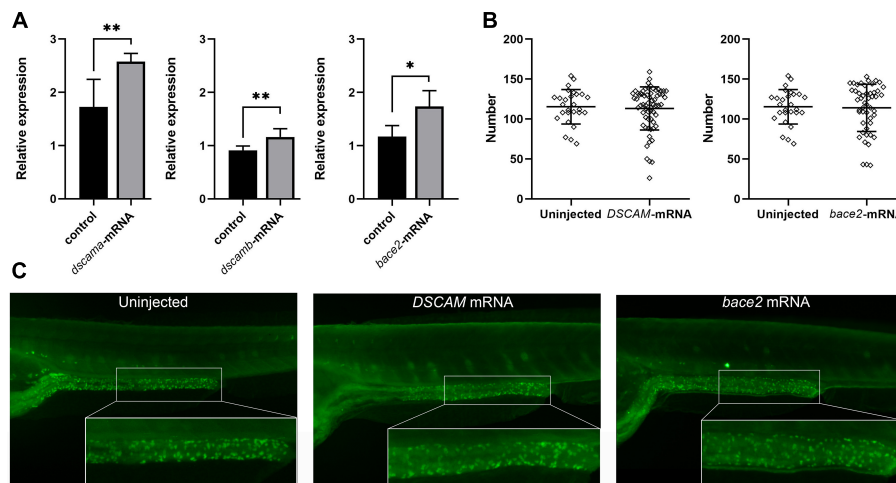 A
Relative expression
3
2
1
0
**
control
dscama-mRNA
Relative expression
3
2
1
0
**
control
dscamb-mRNA
Relative expression
3
2
1
0
*
control
bace2-mRNA
B
Number
200
150
100
50
0
Uninjected DSCAM-mRNA
Number
200
150
100
50
0
Uninjected bace2-mRN
C
Uninjected
DSCAM mRNA
bace2 mRNA